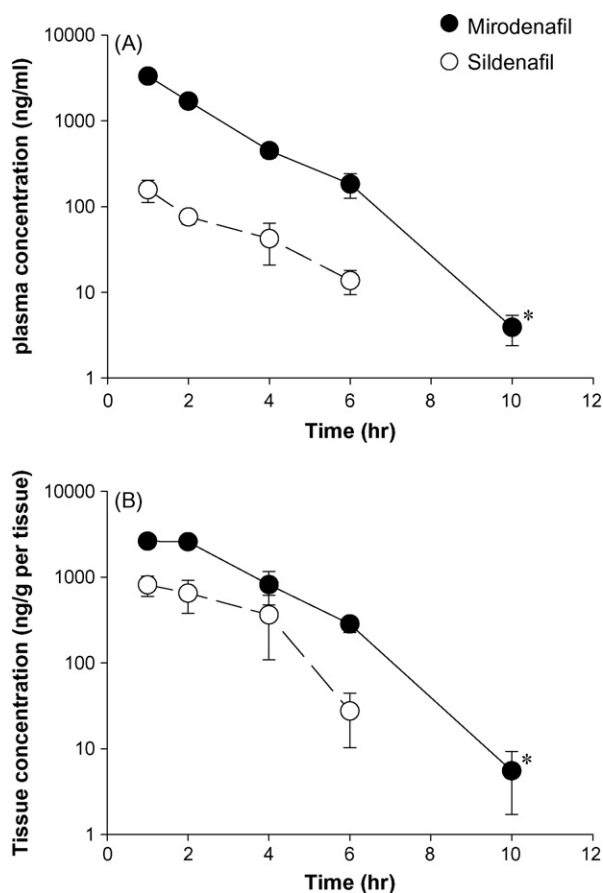 Mirodenafil
Sildenafil
(A)
plasma concentration (ng/ml)
10000
1000
100
10
1
*
0 2 4 6 8 10 12
Time (hr)
(B)
Tissue concentration (ng/g per tissue)
10000
1000
100
10
1
*
0 2 4 6 8 10 12
Time (hr)